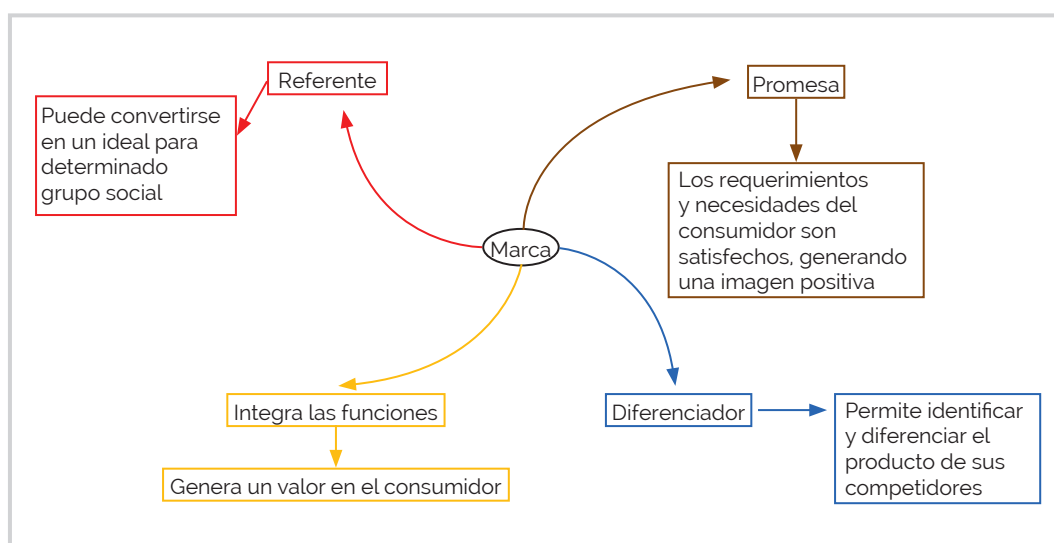 Referente
Puede convertirse
en un ideal para
determinado
grupo social
Promesa
Los requerimientos
y necesidades del
consumidor son
satisfechos, generando
una imagen positiva
Marca
Integra las funciones
Genera un valor en el consumidor
Diferenciador
Permite identificar
y diferenciar el
producto de sus
competidores